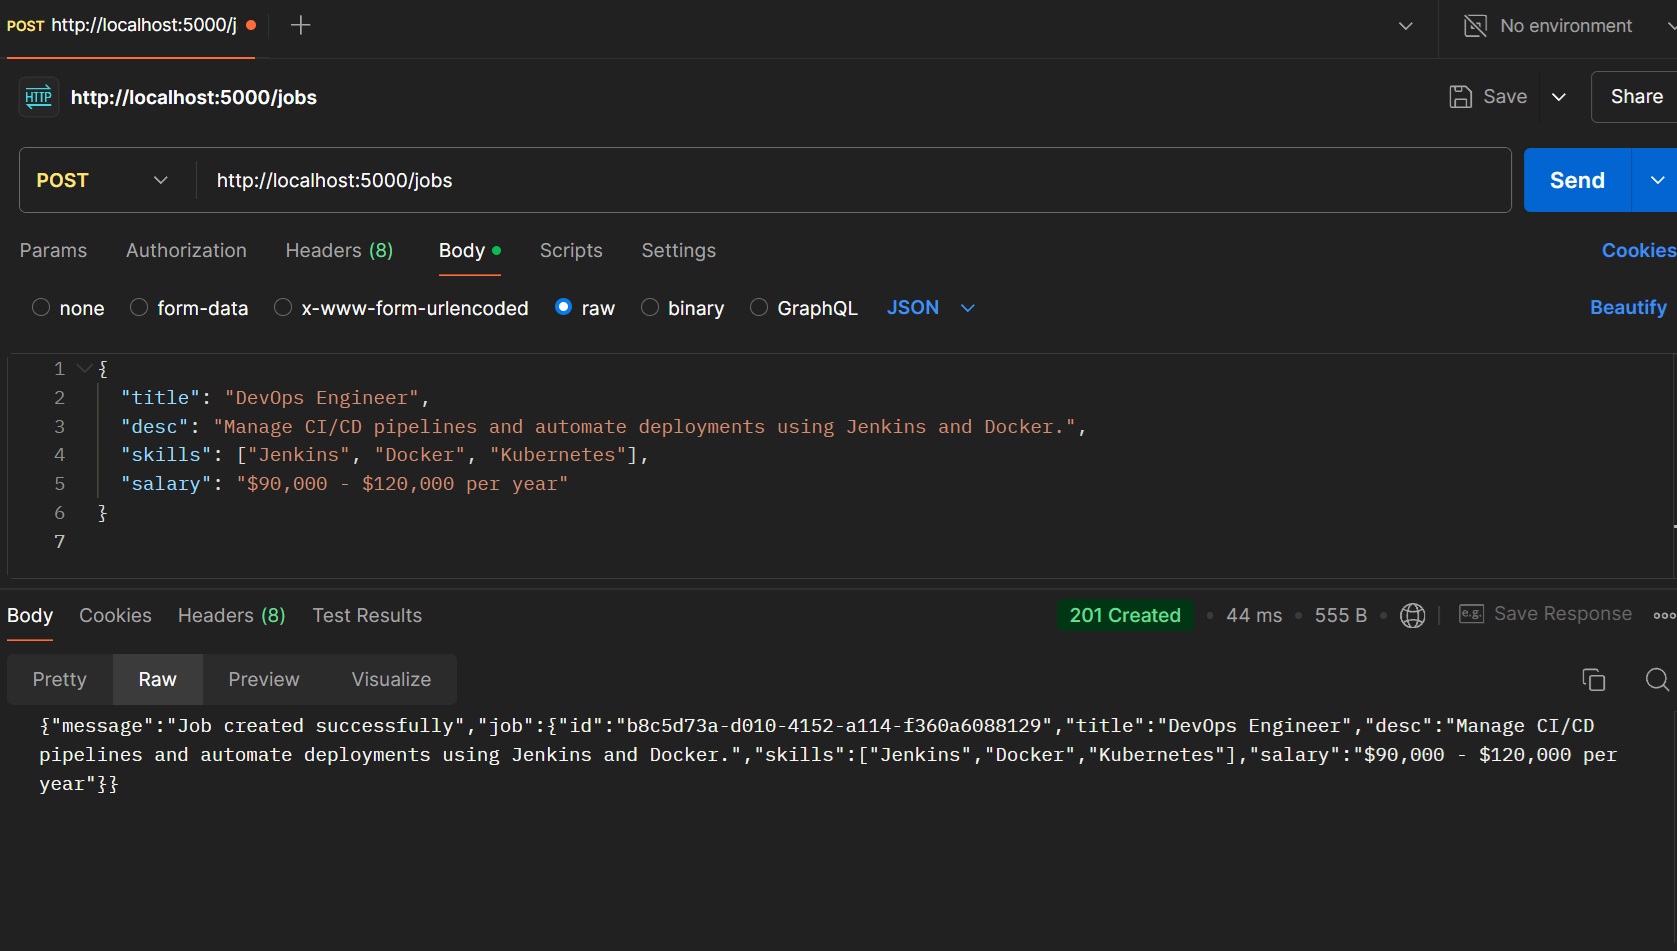 POST http://localhost:5000/j
No environment
HTTP http://localhost:5000/jobs
Save
Share
POST http://localhost:5000/jobs
Send
Params Authorization Headers (8) Body Scripts Settings
Cookies
none form-data x-www-form-urlencoded raw binary GraphQL JSON
Beautify
1 {
2 "title": "DevOps Engineer",
3 "desc": "Manage CI/CD pipelines and automate deployments using Jenkins and Docker.",
4 "skills": ["Jenkins", "Docker", "Kubernetes"],
5 "salary": "$90,000 - $120,000 per year"
6 }
7
Body Cookies Headers (8) Test Results
201 Created • 44 ms • 555 B
e.g. Save Response
Pretty Raw Preview Visualize
{"message":"Job created successfully","job":{"id":"b8c5d73a-d010-4152-a114-f360a6088129","title":"DevOps Engineer","desc":"Manage CI/CD
pipelines and automate deployments using Jenkins and Docker.","skills":["Jenkins","Docker","Kubernetes"],"salary":"$90,000 - $120,000 per
year"}}